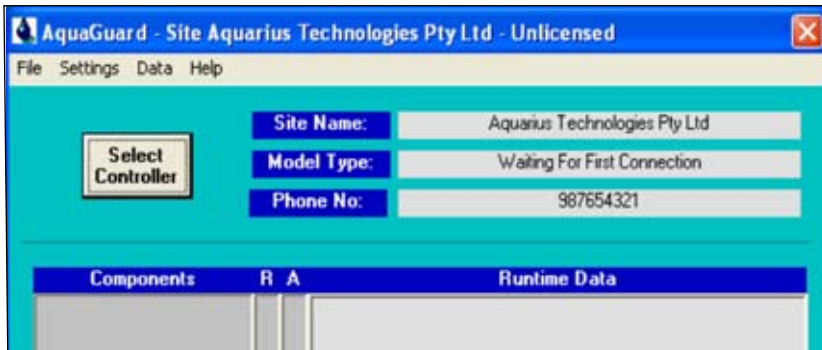 AquaGuard - Site Aquarius Technologies Pty Ltd - Unlicensed
File Settings Data Help
Select
Controller
Site Name: Aquarius Technologies Pty Ltd
Model Type: Waiting For First Connection
Phone No: 987654321
Components R A Runtime Data